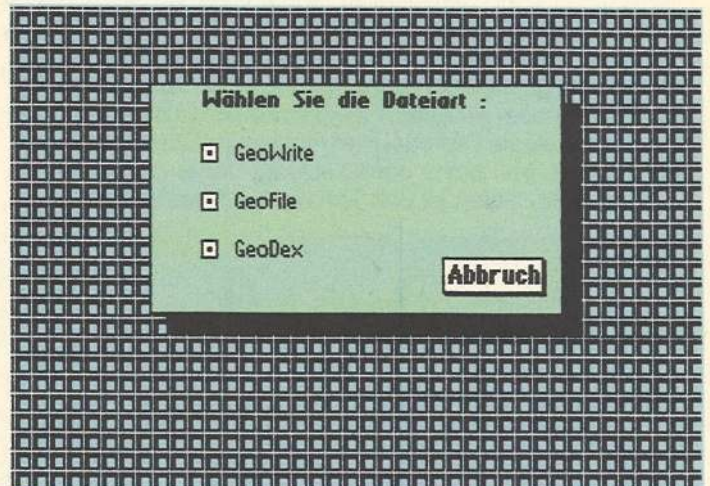 Wählen Sie die Dateiart :
GeoWrite
GeoFile
GeoDex
Abbruch